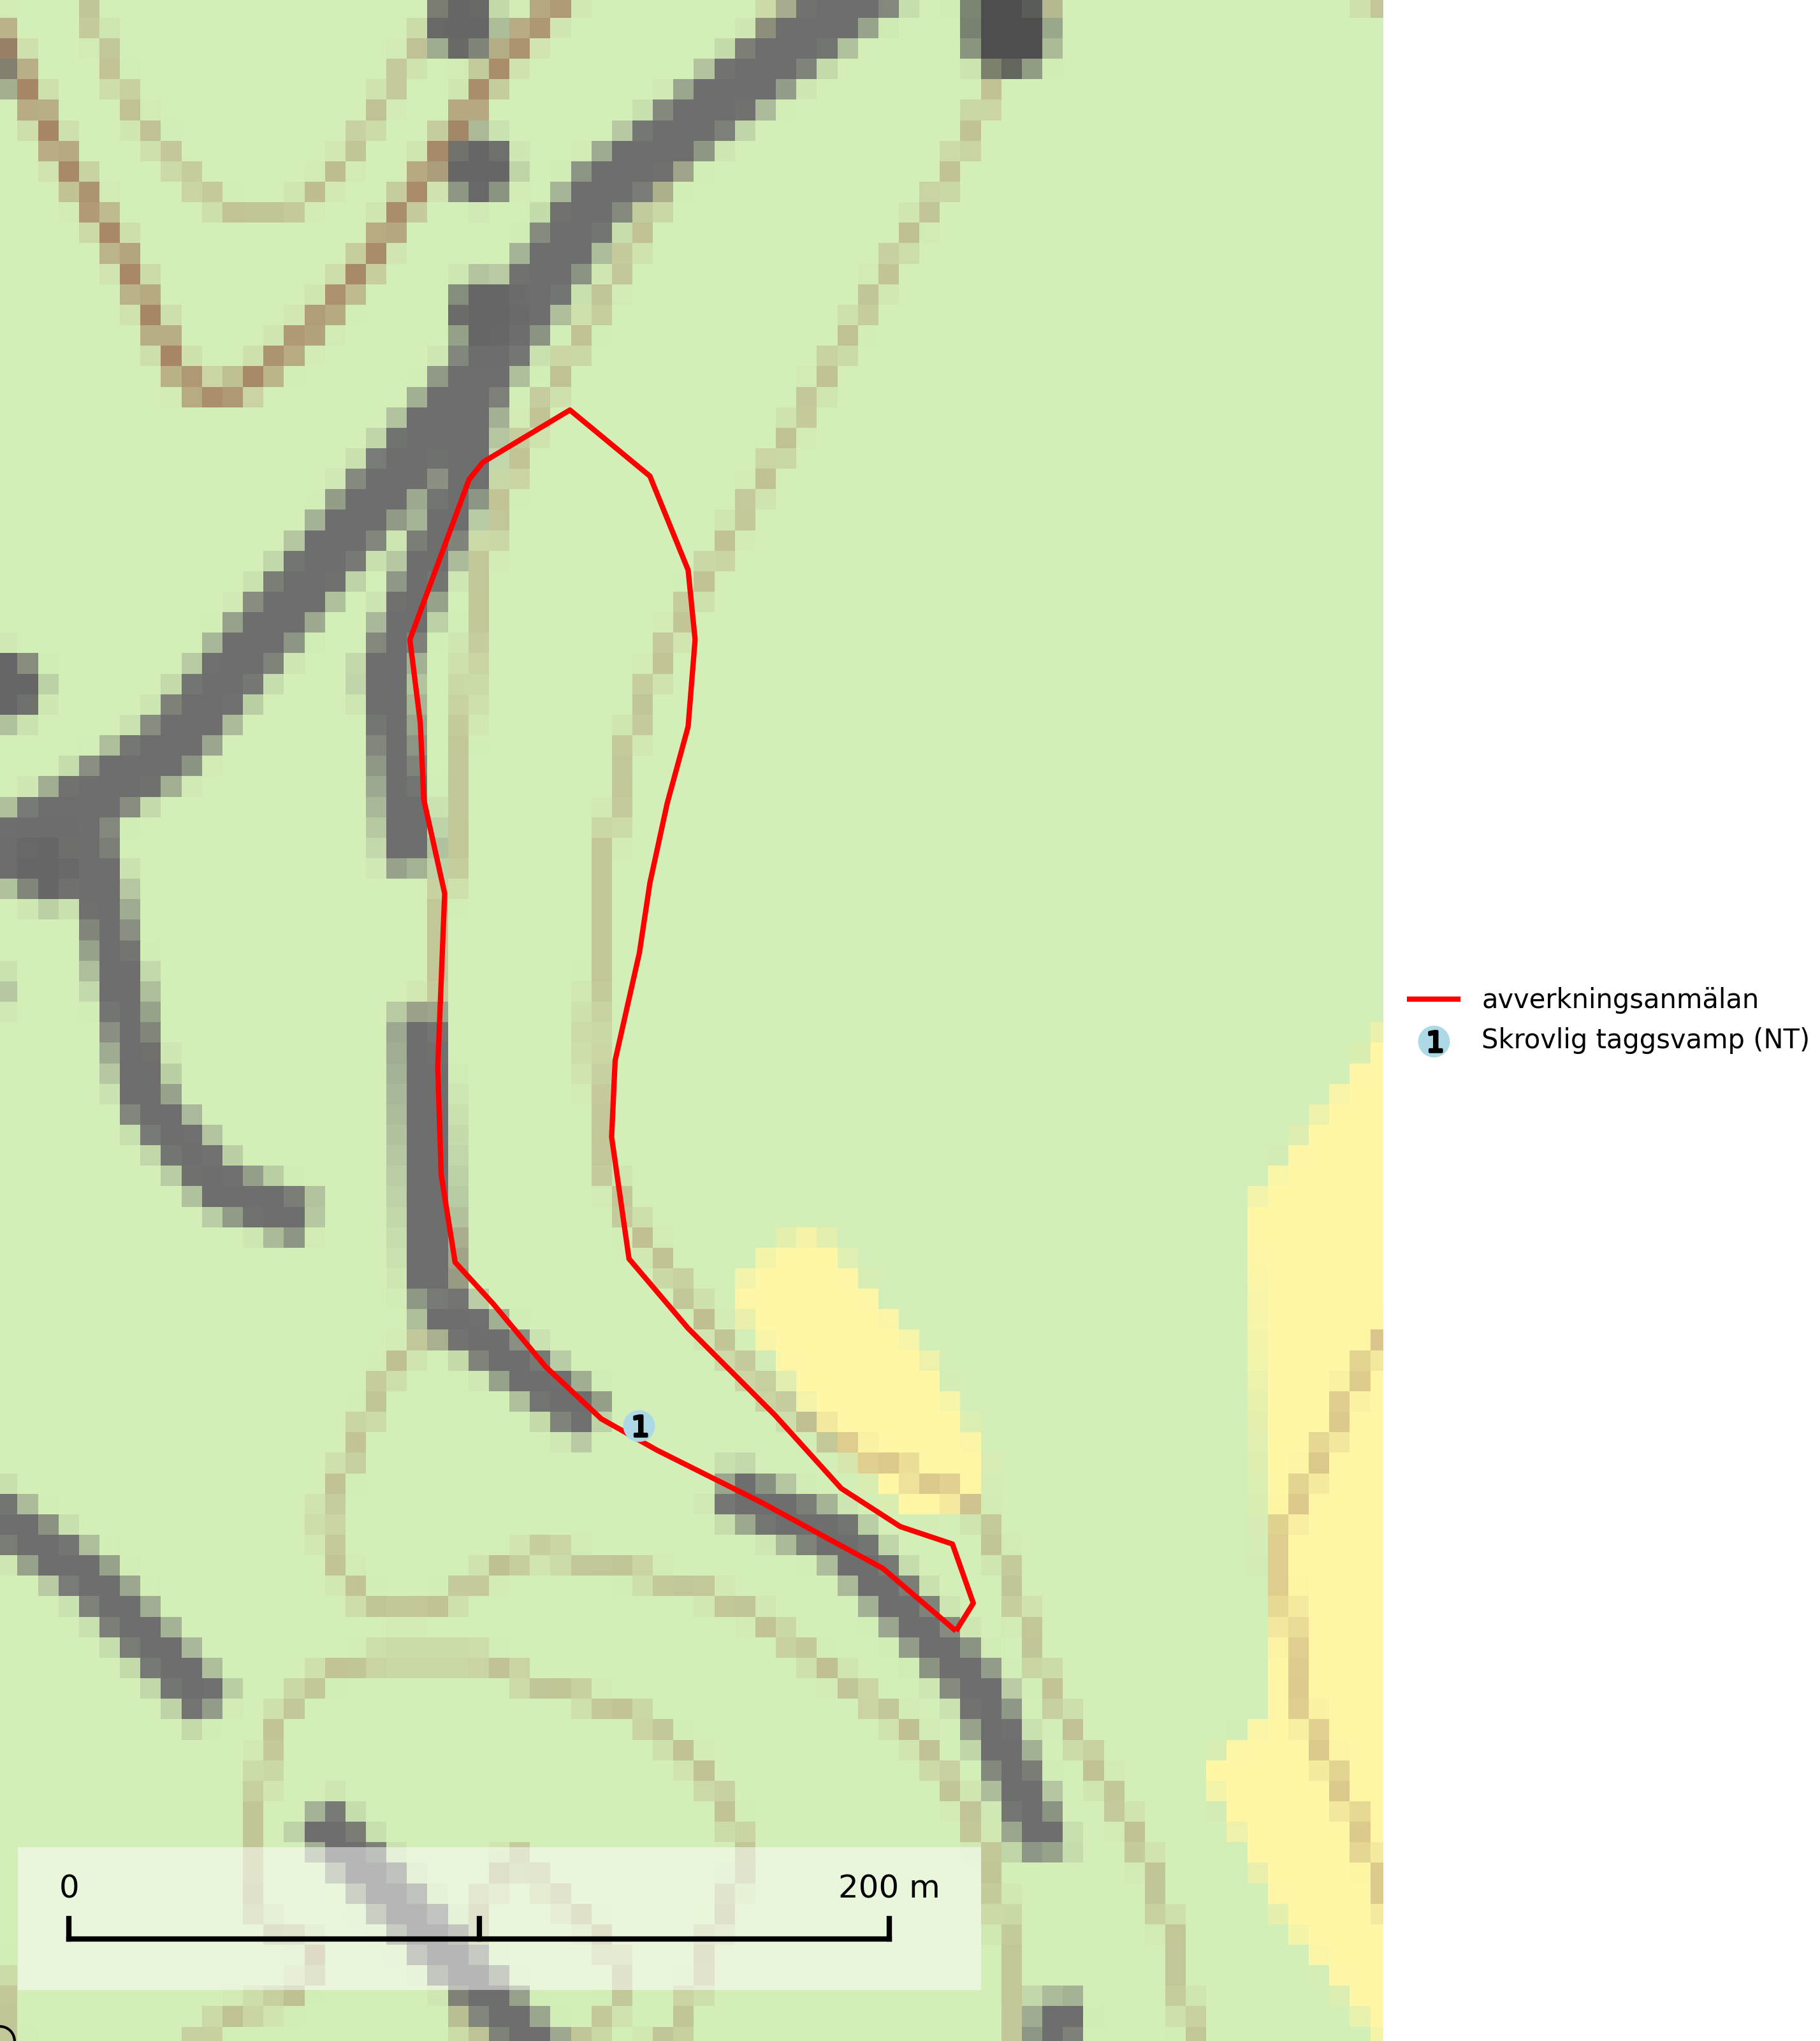 avverkningsanmälan
1 Skrovlig taggsvamp (NT)
1
0 200 m